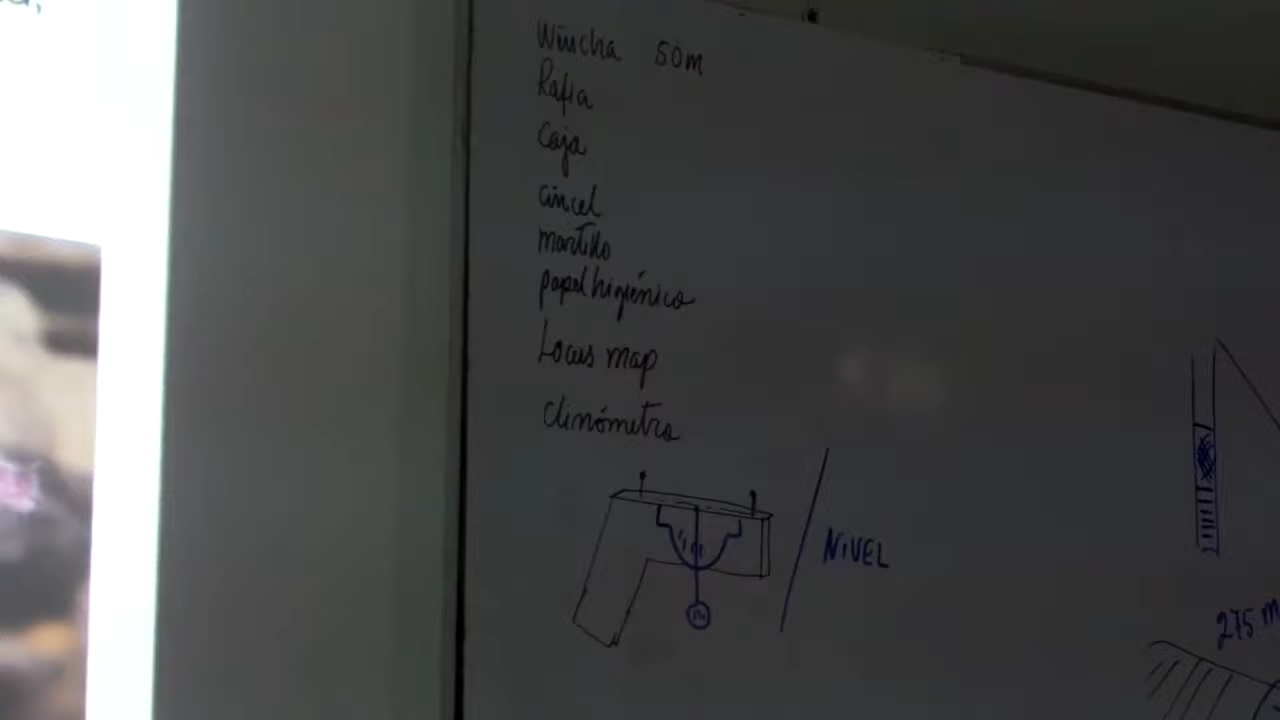 Wincha 50m
Rafia
Caja
cincel
martillo
papel higiénico
Locus map
clinómetro
NIVEL
275 m